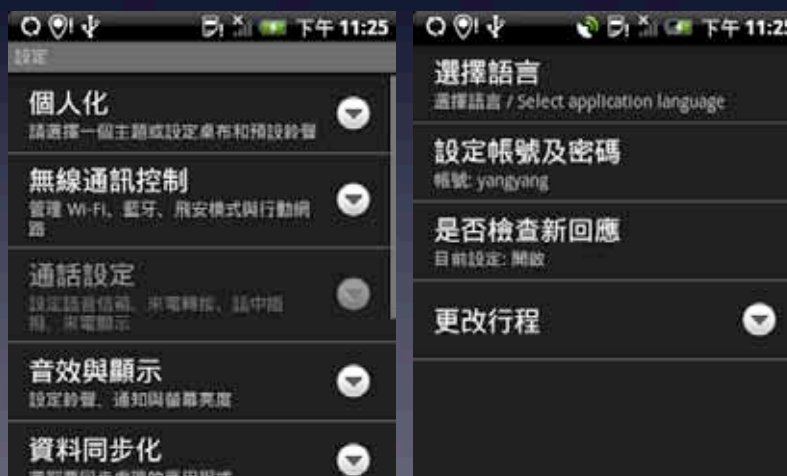 下午 11:25
設定
個人化
請選擇一個主題或設定桌布和預設鈴聲
無線通訊控制
管理 Wi-Fi、藍牙、飛安模式與行動網
路
通話設定
設定語音信箱、來電轉接、話中插
撥、來電顯示
音效與顯示
設定鈴聲、通知與螢幕亮度
資料同步化
下午 11:25
選擇語言
選擇語言 / Select application language
設定帳號及密碼
帳號: yangyang
是否檢查新回應
目前設定: 開啟
更改行程